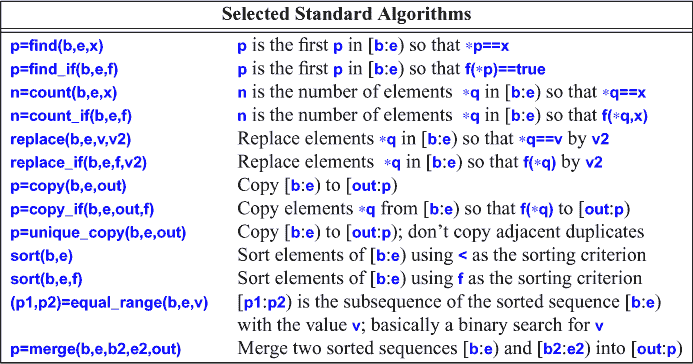 Selected Standard Algorithms
p=find(b,e,x) p is the first p in [b:e) so that ∗p==x
p=find_if(b,e,f) p is the first p in [b:e) so that f(∗p)==true
n=count(b,e,x) n is the number of elements ∗q in [b:e) so that ∗q==x
n=count_if(b,e,f) n is the number of elements ∗q in [b:e) so that f(∗q,x)
replace(b,e,v,v2) Replace elements ∗q in [b:e) so that ∗q==v by v2
replace_if(b,e,f,v2) Replace elements ∗q in [b:e) so that f(∗q) by v2
p=copy(b,e,out) Copy [b:e) to [out:p)
p=copy_if(b,e,out,f) Copy elements ∗q from [b:e) so that f(∗q) to [out:p)
p=unique_copy(b,e,out) Copy [b:e) to [out:p); don’t copy adjacent duplicates
sort(b,e) Sort elements of [b:e) using < as the sorting criterion
sort(b,e,f) Sort elements of [b:e) using f as the sorting criterion
(p1,p2)=equal_range(b,e,v) [p1:p2) is the subsequence of the sorted sequence [b:e)
with the value v; basically a binary search for v
p=merge(b,e,b2,e2,out) Merge two sorted sequences [b:e) and [b2:e2) into [out:p)